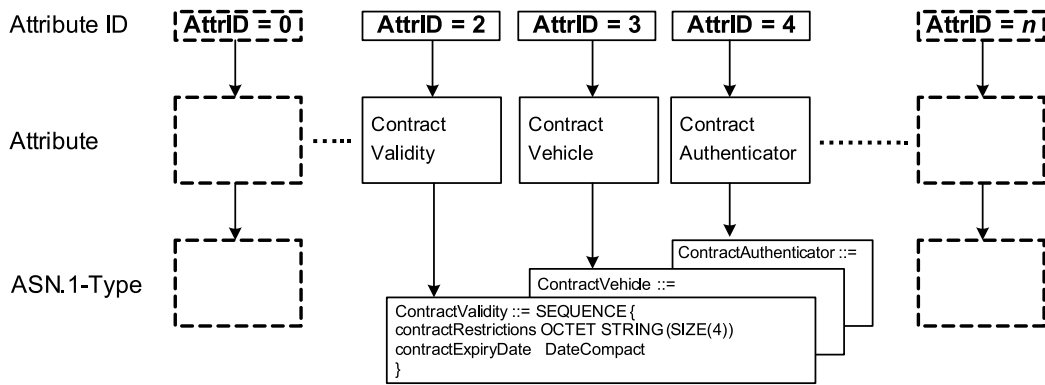 Attribute ID
AttrID = 0
AttrID = 2
AttrID = 3
AttrID = 4
AttrID = n
Attribute
Contract
Validity
Contract
Vehicle
Contract
Authenticator
ASN.1-Type
ContractAuthenticator ::=
ContractVehicle ::=
ContractValidity ::= SEQUENCE {
contractRestrictions OCTET STRING (SIZE(4))
contractExpiryDate DateCompact
}